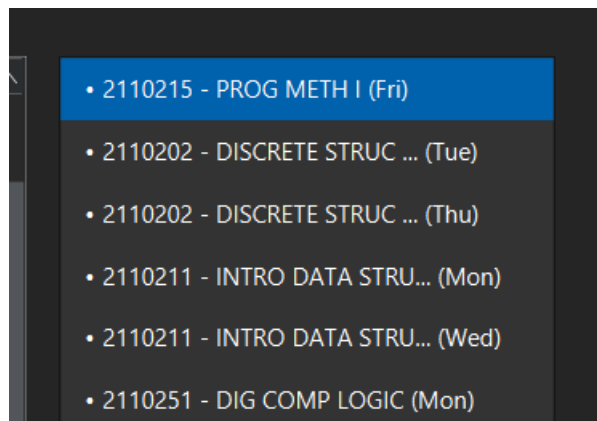 • 2110215 - PROG METH I (Fri)
• 2110202 - DISCRETE STRUC ... (Tue)
• 2110202 - DISCRETE STRUC ... (Thu)
• 2110211 - INTRO DATA STRU... (Mon)
• 2110211 - INTRO DATA STRU... (Wed)
• 2110251 - DIG COMP LOGIC (Mon)